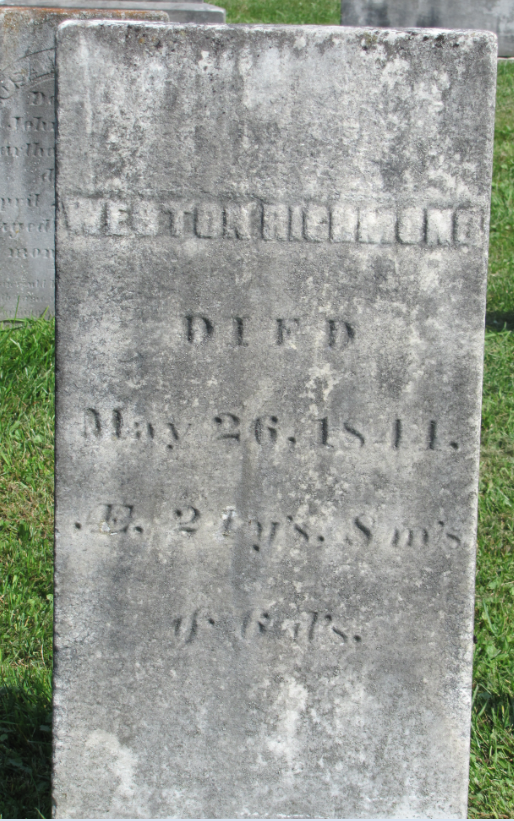 WESTON RICHMOND
DIED
May 26, 1844.
Æ. 24 y's. 8 m's
& 6 d's.